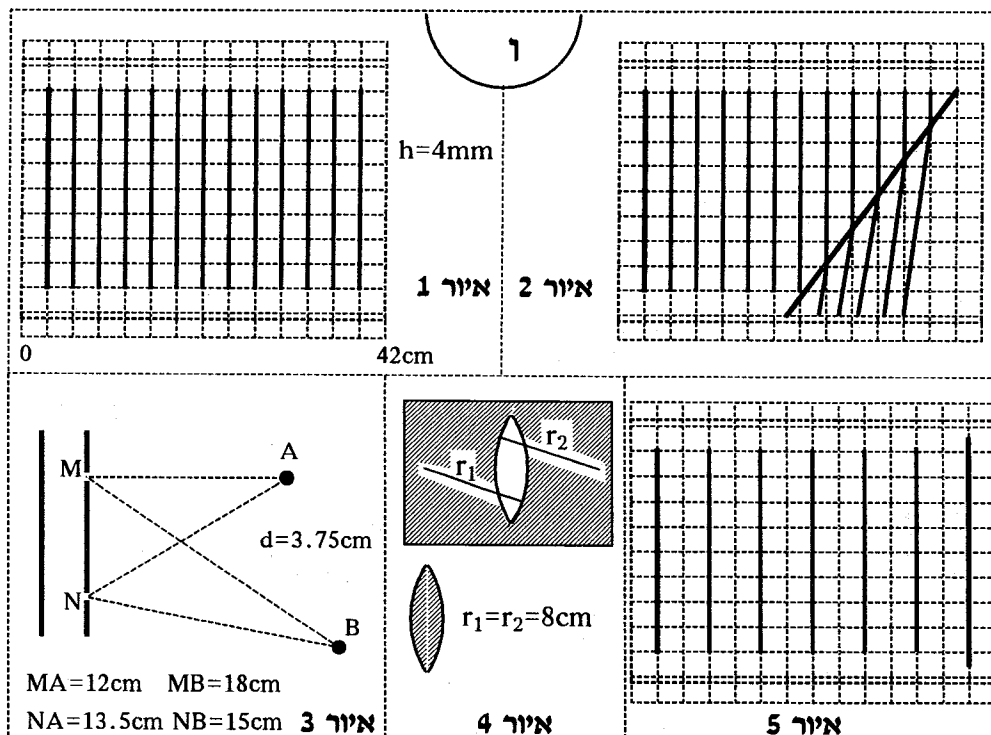 ו
h=4mm
איור 1
איור 2
0 42cm
M
A
d=3.75cm
N
B
MA=12cm MB=18cm
NA=13.5cm NB=15cm
איור 3
r₁
r₂
r₁=r₂=8cm
איור 4
איור 5